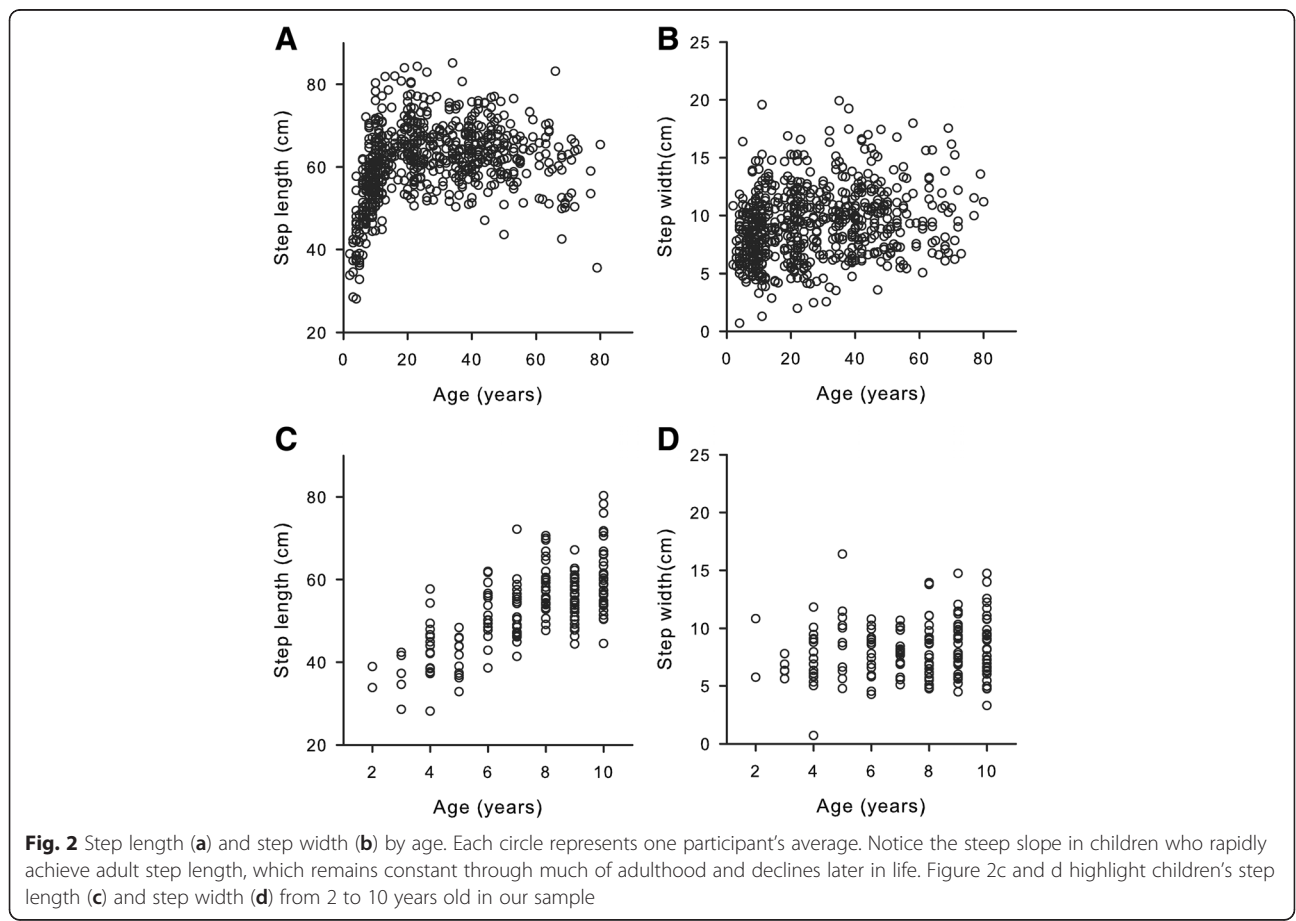 A
80
60
40
20
Step length (cm)
0 20 40 60 80
Age (years)
B
25
20
15
10
5
0
Step width(cm)
0 20 40 60 80
Age (years)
C
80
60
40
20
Step length (cm)
2 4 6 8 10
Age (years)
D
25
20
15
10
5
0
Step width(cm)
2 4 6 8 10
Age (years)
Fig. 2 Step length (a) and step width (b) by age. Each circle represents one participant's average. Notice the steep slope in children who rapidly
achieve adult step length, which remains constant through much of adulthood and declines later in life. Figure 2c and d highlight children's step
length (c) and step width (d) from 2 to 10 years old in our sample